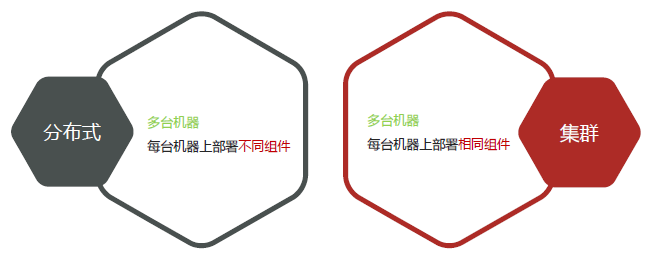 分布式
多台机器
每台机器上部署不同组件
多台机器
每台机器上部署相同组件
集群